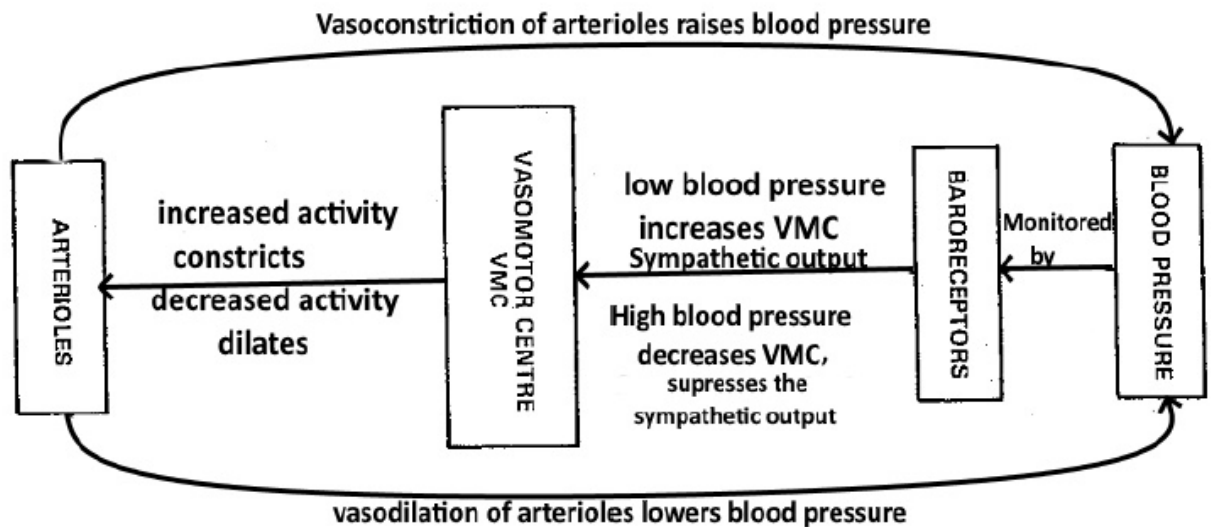 Vasoconstriction of arterioles raises blood pressure
ARTERIOLES
increased activity
constricts
decreased activity
dilates
VASOMOTOR CENTRE
VMC
low blood pressure
increases VMC
Sympathetic output
High blood pressure
decreases VMC,
supresses the
sympathetic output
BARORECEPTORS
Monitored
by
BLOOD PRESSURE
vasodilation of arterioles lowers blood pressure